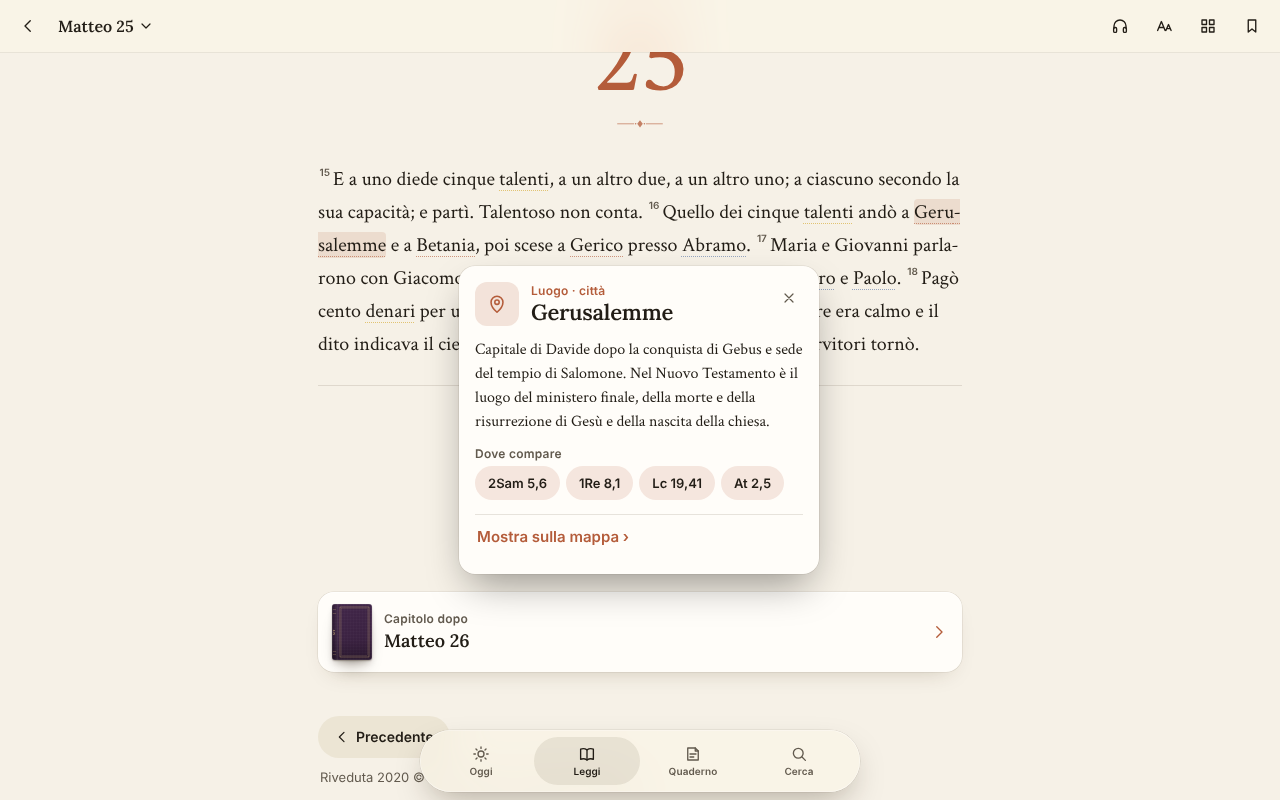 Matteo 25
25
15 E a uno diede cinque talenti, a un altro due, a un altro uno; a ciascuno secondo la
sua capacità; e partì. Talentoso non conta. 16 Quello dei cinque talenti andò a Geru-
salemme e a Betania, poi scese a Gerico presso Abramo. 17 Maria e Giovanni parla-
rono con Giacomo e Paolo. 18 Pagò
cento denari per era calmo e il
dito indicava il tornò.
Luogo · città
Gerusalemme
Capitale di Davide dopo la conquista di Gebus e sede
del tempio di Salomone. Nel Nuovo Testamento è il
luogo del ministero finale, della morte e della
risurrezione di Gesù e della nascita della chiesa.
Dove compare
2Sam 5,6 1Re 8,1 Lc 19,41 At 2,5
Mostra sulla mappa ›
Capitolo dopo
Matteo 26
Precedente
Riveduta 2020 ©
Oggi Leggi Quaderno Cerca